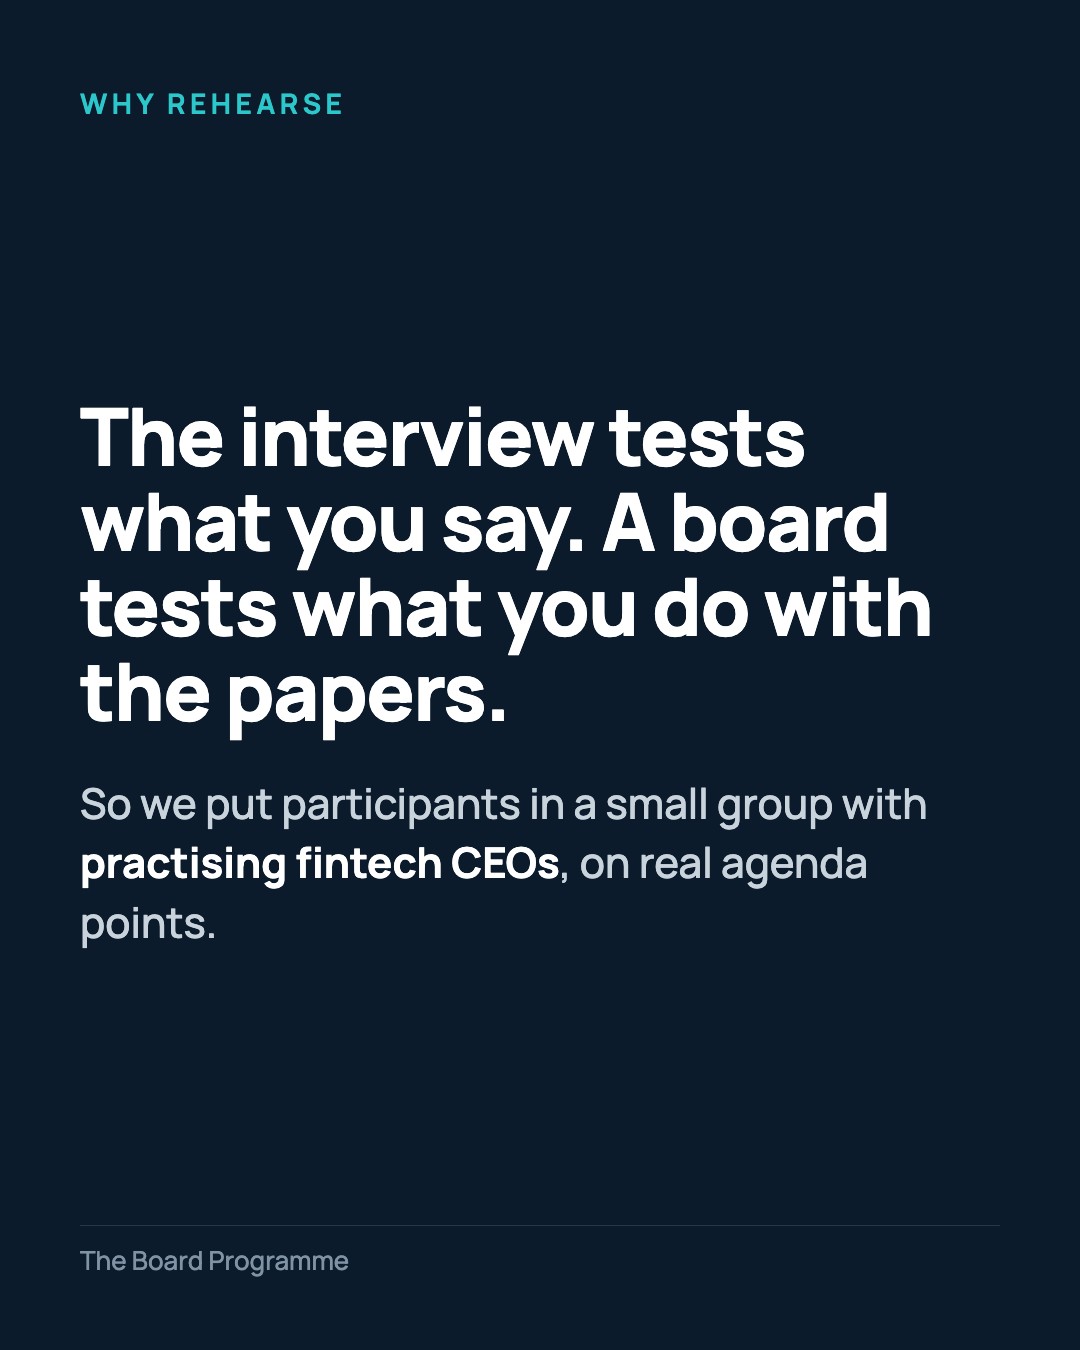 WHY REHEARSE
The interview tests
what you say. A board
tests what you do with
the papers.
So we put participants in a small group with
practising fintech CEOs, on real agenda
points.
The Board Programme